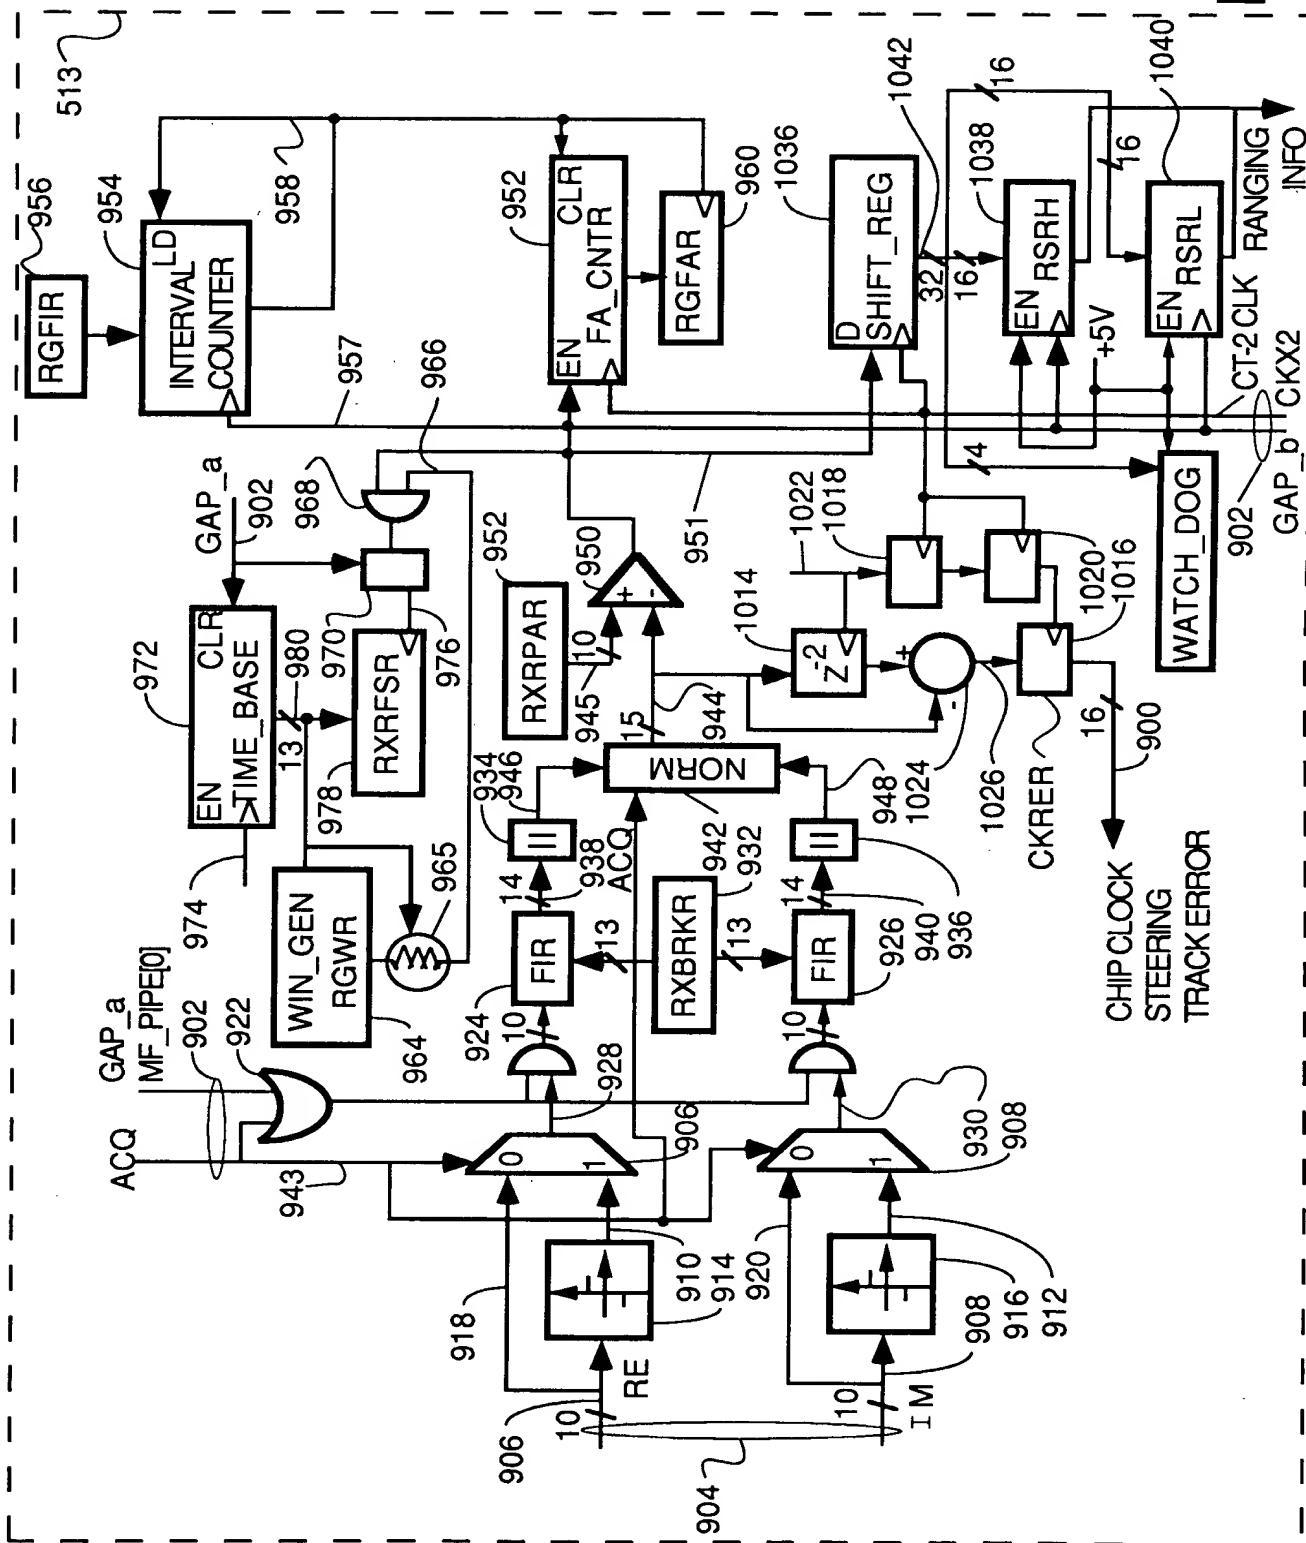 513
RGFIR
956
954
LD
INTERVAL
COUNTER
958
957
966
GAP_a
902
968
972
EN
CLR
TIME_BASE
974
980
13
970
976
978
RXRFSR
WIN_GEN
RGWR
964
965
952
EN
CLR
FA_CNTR
RGFAR
960
1036
D
SHIFT_REG
1042
32
16
16
1038
EN
RSRH
16
1040
EN
RSRL
+5V
RANGING
INFO
CT-2 CLK
CKX2
GAP_b
902
4
WATCH_DOG
951
952
RXRPAR
950
+
-
945
10
15
944
1022
1018
1014
Z-2
1020
1016
+
-
1024
1026
CKRER
16
900
CHIP CLOCK
STEERING
TRACK ERROR
NORM
942
934
946
||
14
938
ACQ
948
||
936
14
940
932
RXBRKR
13
13
FIR
924
10
FIR
926
10
GAP_a
MF_PIPE[0]
902
922
ACQ
943
928
906
0
1
930
908
0
1
918
910
914
920
916
912
908
906
10
RE
10
IM
904